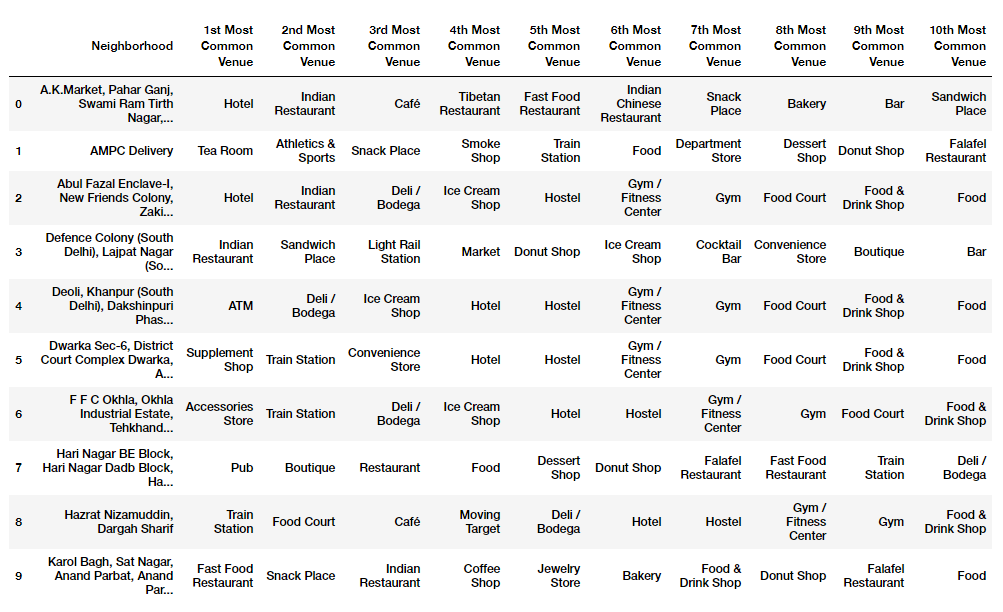 Neighborhood 1st Most Common Venue 2nd Most Common Venue 3rd Most Common Venue 4th Most Common Venue 5th Most Common Venue 6th Most Common Venue 7th Most Common Venue 8th Most Common Venue 9th Most Common Venue 10th Most Common Venue
0 A.K.Market, Pahar Ganj, Swami Ram Tirth Nagar,... Hotel Indian Restaurant Café Tibetan Restaurant Fast Food Restaurant Indian Chinese Restaurant Snack Place Bakery Bar Sandwich Place
1 AMPC Delivery Tea Room Athletics & Sports Snack Place Smoke Shop Train Station Food Department Store Dessert Shop Donut Shop Falafel Restaurant
2 Abul Fazal Enclave-I, New Friends Colony, Zaki... Hotel Indian Restaurant Deli / Bodega Ice Cream Shop Hostel Gym / Fitness Center Gym Food Court Food & Drink Shop Food
3 Defence Colony (South Delhi), Lajpat Nagar (So... Indian Restaurant Sandwich Place Light Rail Station Market Donut Shop Ice Cream Shop Cocktail Bar Convenience Store Boutique Bar
4 Deoli, Khanpur (South Delhi), Dakshinpuri Phas... ATM Deli / Bodega Ice Cream Shop Hotel Hostel Gym / Fitness Center Gym Food Court Food & Drink Shop Food
5 Dwarka Sec-6, District Court Complex Dwarka, A... Supplement Shop Train Station Convenience Store Hotel Hostel Gym / Fitness Center Gym Food Court Food & Drink Shop Food
6 F F C Okhla, Okhla Industrial Estate, Tehkhand... Accessories Store Train Station Deli / Bodega Ice Cream Shop Hotel Hostel Gym / Fitness Center Gym Food Court Food & Drink Shop
7 Hari Nagar BE Block, Hari Nagar Dadb Block, Ha... Pub Boutique Restaurant Food Dessert Shop Donut Shop Falafel Restaurant Fast Food Restaurant Train Station Deli / Bodega
8 Hazrat Nizamuddin, Dargah Sharif Train Station Food Court Café Moving Target Deli / Bodega Hotel Hostel Gym / Fitness Center Gym Food & Drink Shop
9 Karol Bagh, Sat Nagar, Anand Parbat, Anand Par... Fast Food Restaurant Snack Place Indian Restaurant Coffee Shop Jewelry Store Bakery Food & Drink Shop Donut Shop Falafel Restaurant Food